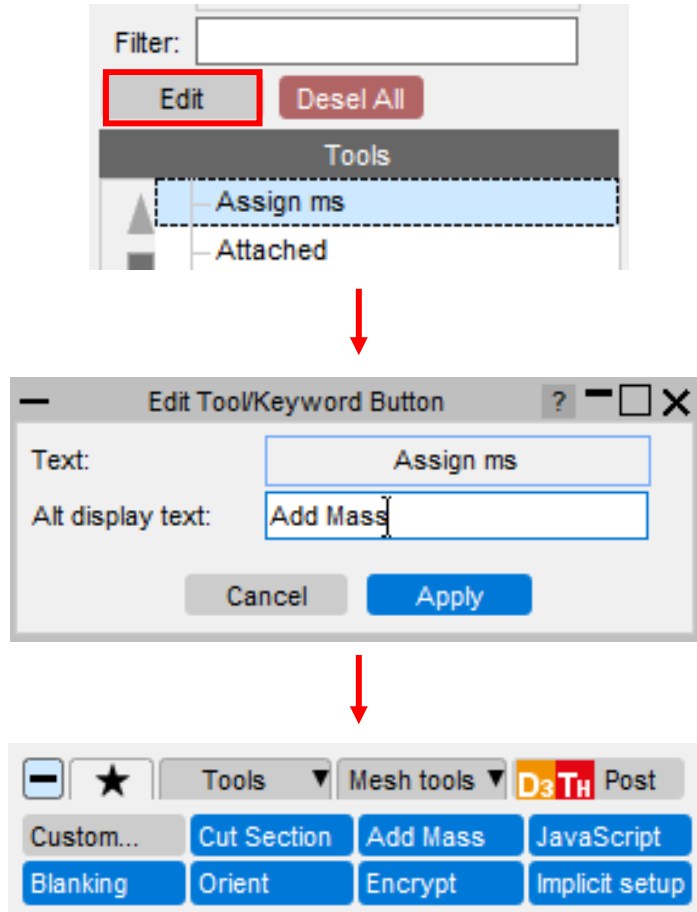 Filter:
Edit Desel All
Tools
Assign ms
Attached
Edit Tool/Keyword Button ?
Text: Assign ms
Alt display text: Add Mass
Cancel Apply
Tools Mesh tools D3 TH Post
Custom... Cut Section Add Mass JavaScript
Blanking Orient Encrypt Implicit setup